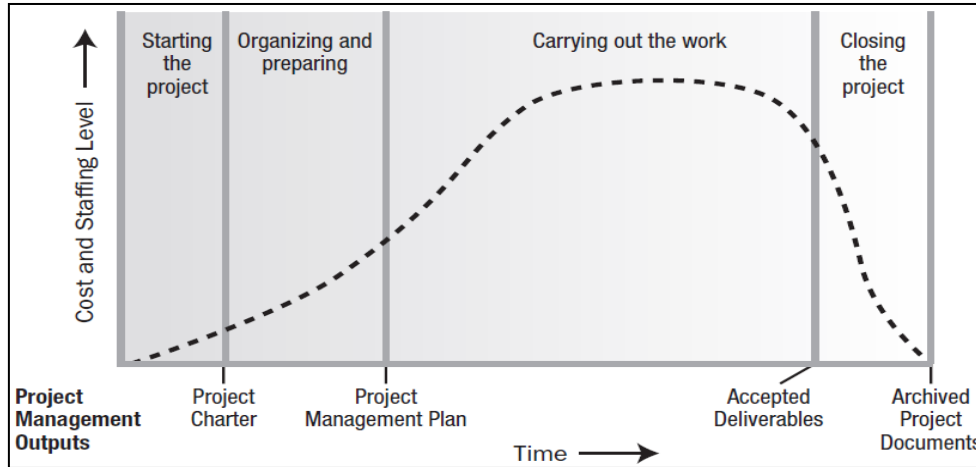 Starting
the
project
Organizing and
preparing
Carrying out the work
Closing
the
project
Cost and Staffing Level
Project
Management
Outputs
Project
Charter
Project
Management Plan
Accepted
Deliverables
Archived
Project
Documents
Time